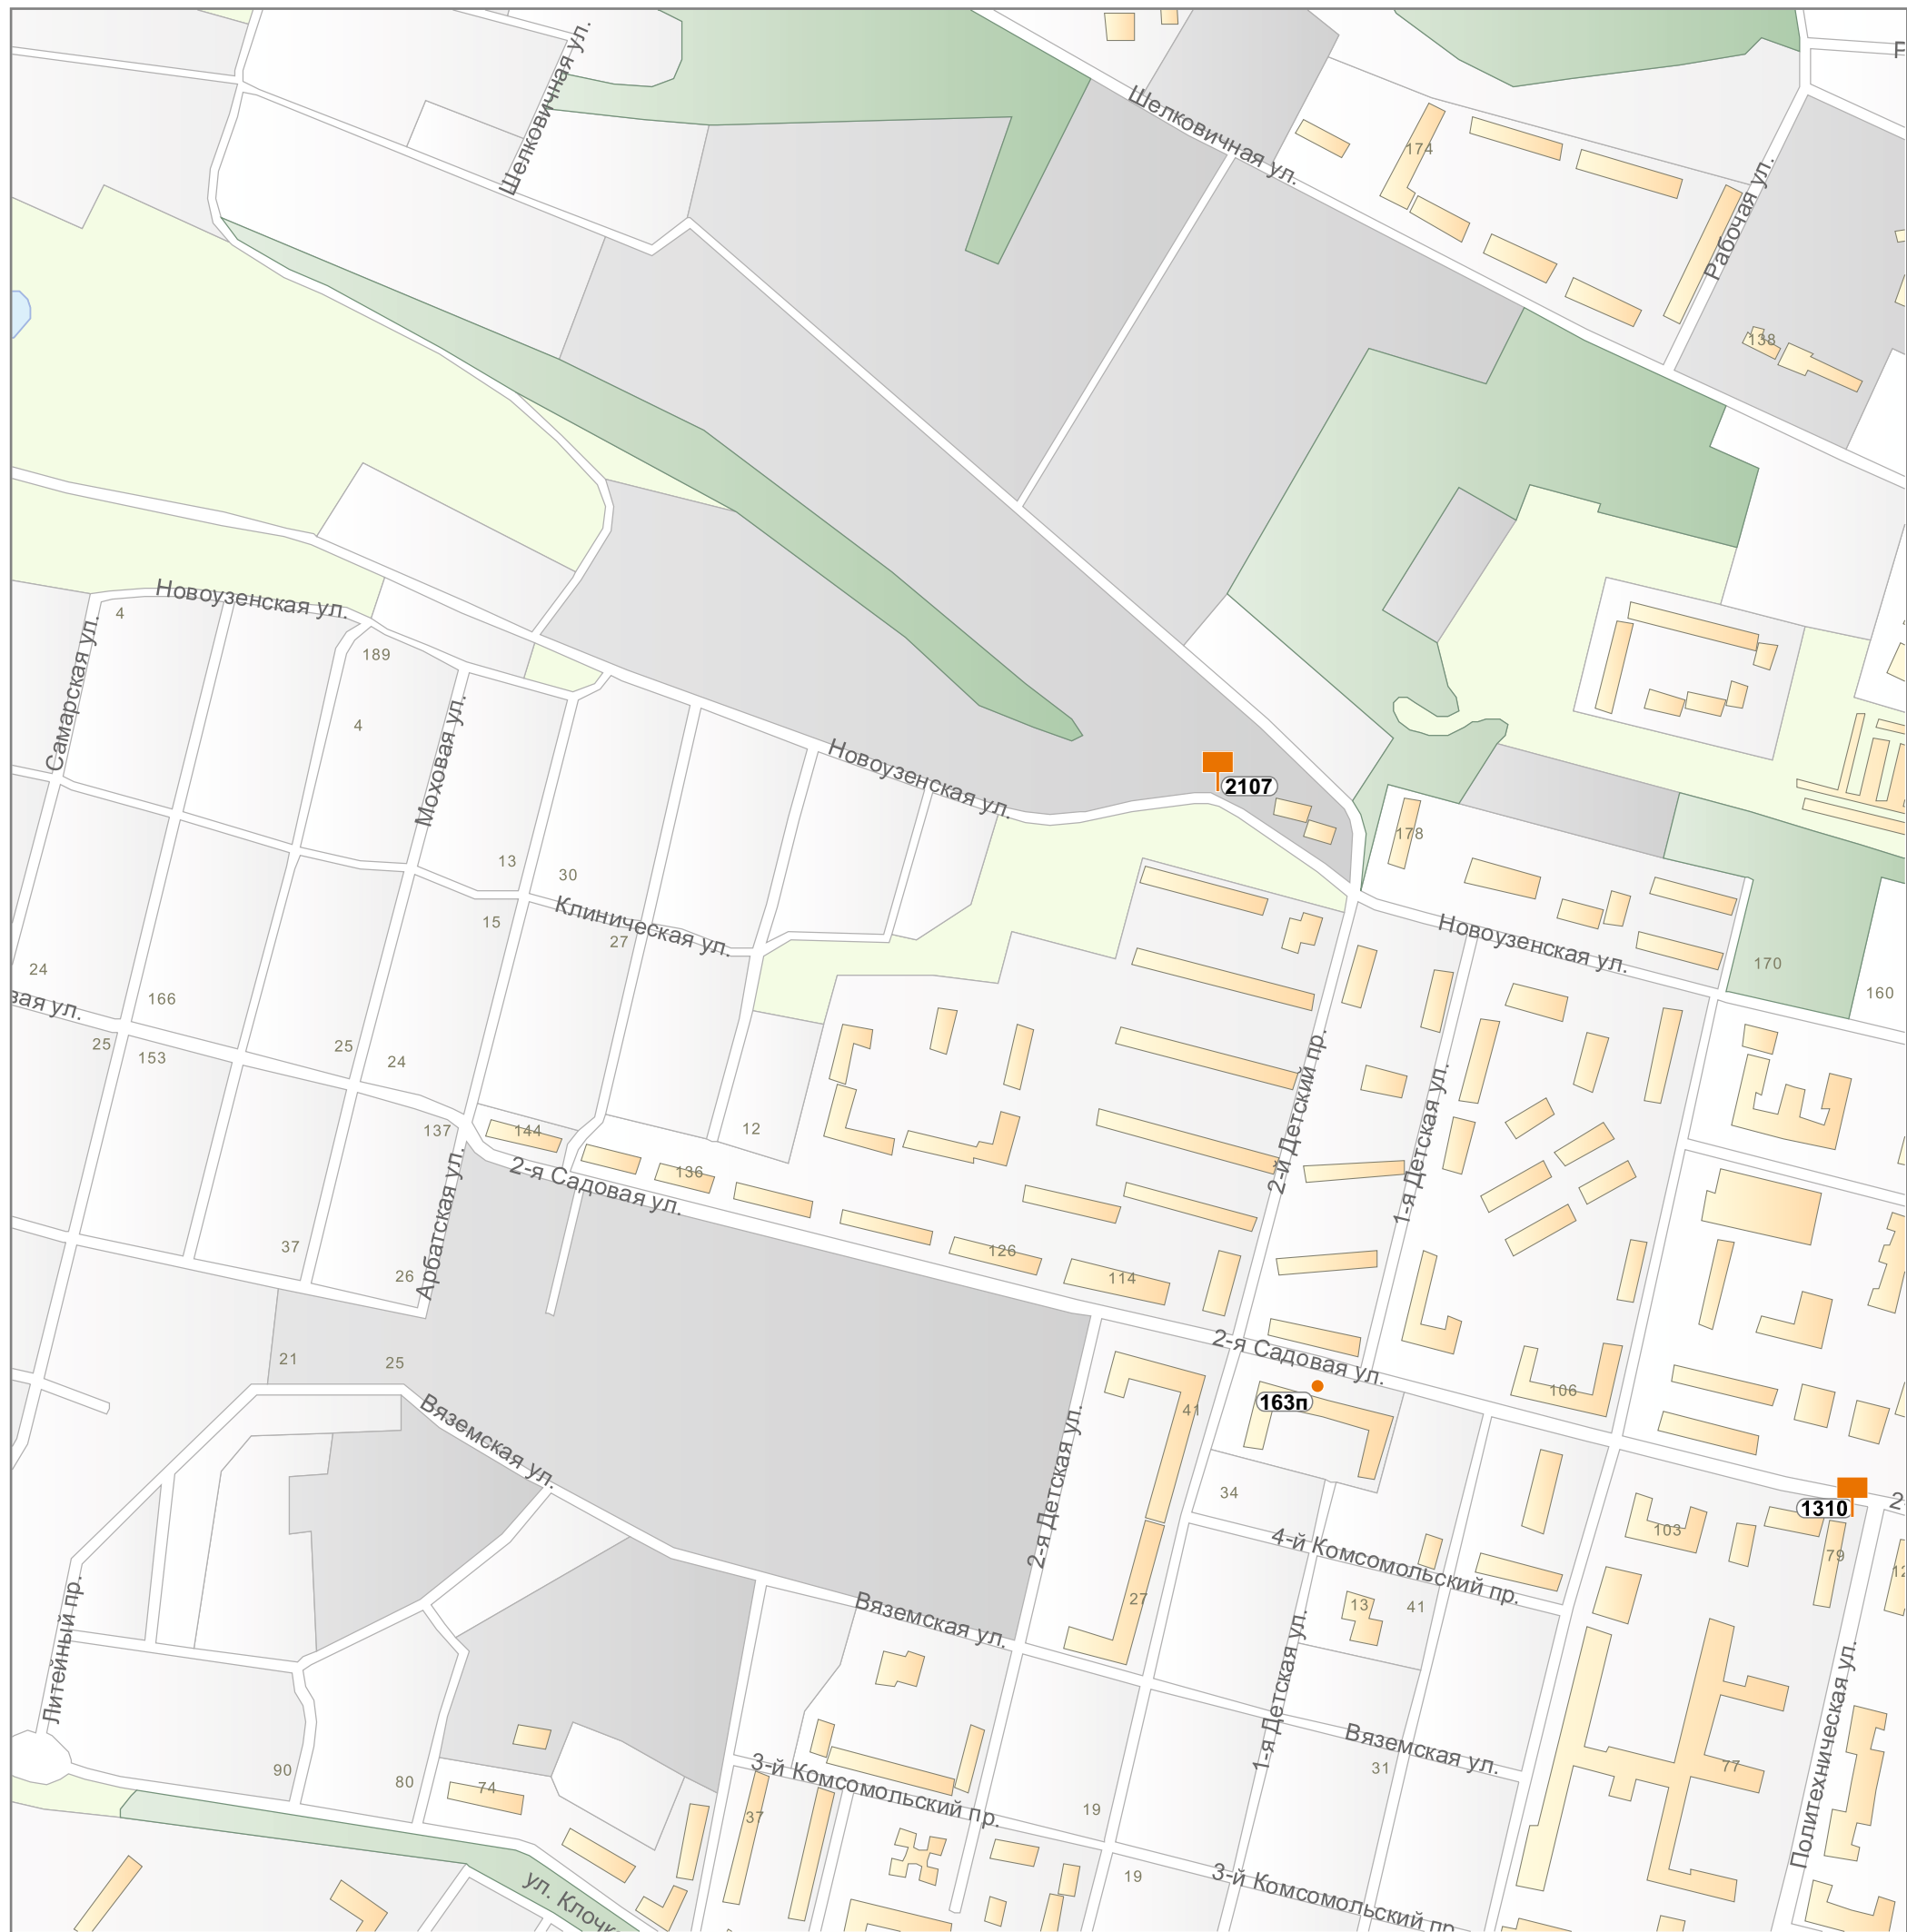 Шелковичная ул.
Шелковичная ул.
174
Рабочая ул.
138
Новоузенская ул.
4
189
Самарская ул.
4
Моховая ул.
Новоузенская ул.
2107
178
13
30
15
Клиническая ул.
27
Новоузенская ул.
170
160
24
166
вая ул.
25
153
25
24
137
144
12
136
2-я Садовая ул.
2-й Детский пр.
1-я Детская ул.
Арбатская ул.
37
26
126
114
21
25
2-я Садовая ул.
106
163п
41
Вяземская ул.
2-я Детская ул.
34
1310
103
79
4-й Комсомольский пр.
27
13
41
Литейный пр.
Вяземская ул.
1-я Детская ул.
Вяземская ул.
31
77
Политехническая ул.
90
80
74
3-й Комсомольский пр.
37
19
19
3-й Комсомольский пр
ул. Клочк